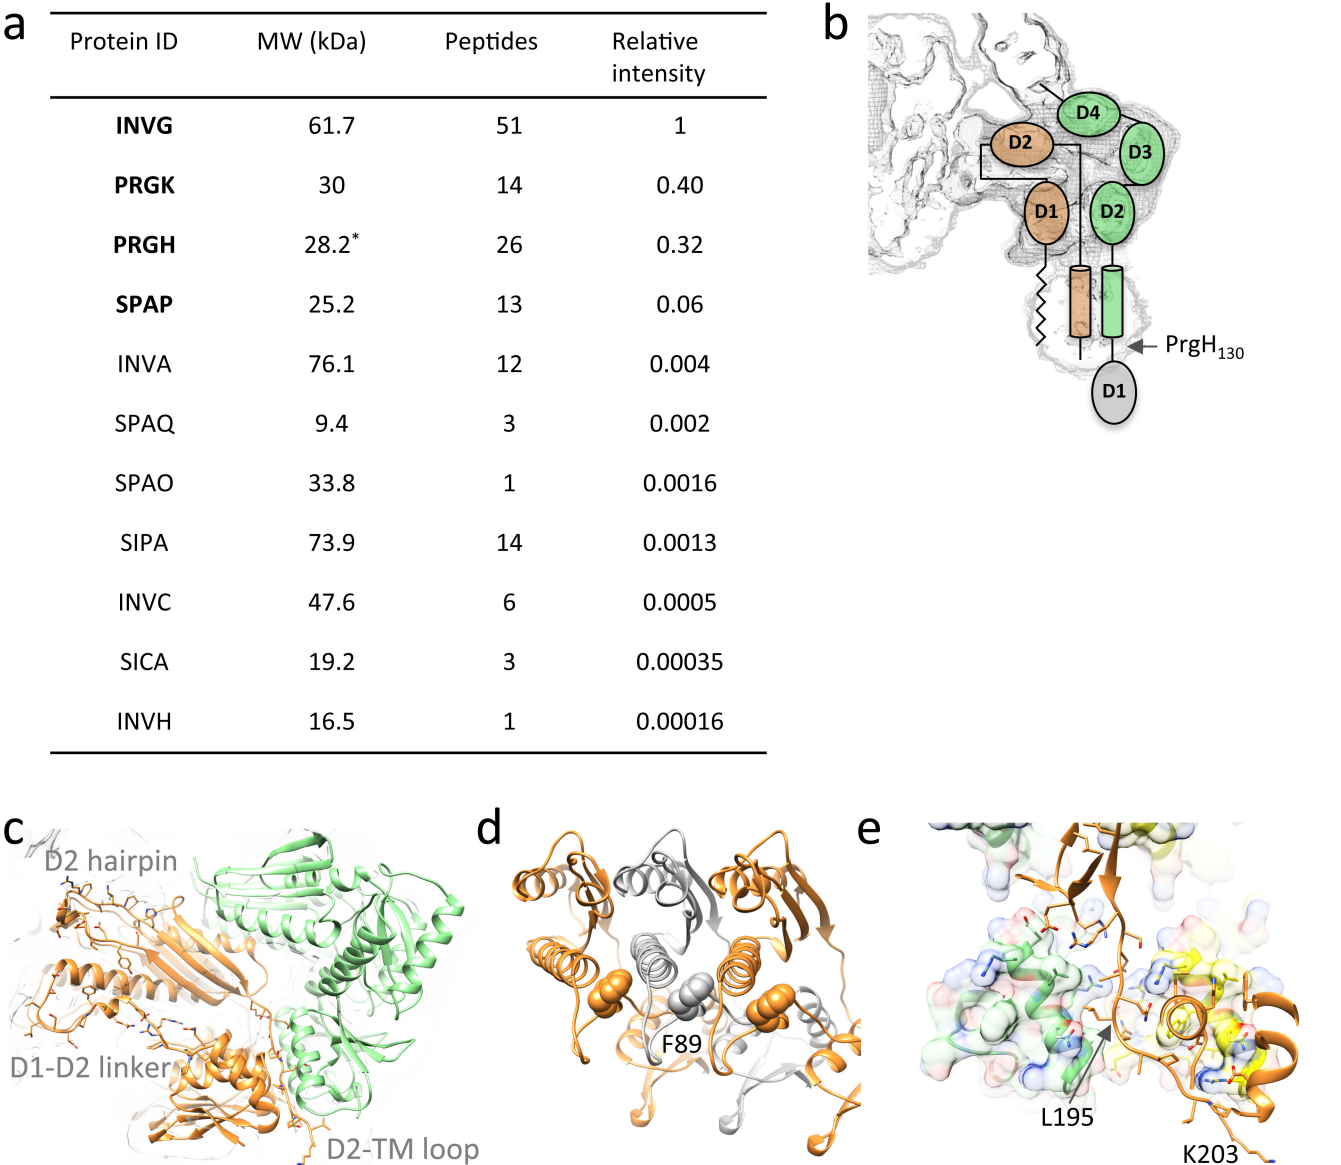 a
Protein ID MW (kDa) Peptides Relative intensity
INVG 61.7 51 1
PRGK 30 14 0.40
PRGH 28.2* 26 0.32
SPAP 25.2 13 0.06
INVA 76.1 12 0.004
SPAQ 9.4 3 0.002
SPAO 33.8 1 0.0016
SIPA 73.9 14 0.0013
INVC 47.6 6 0.0005
SICA 19.2 3 0.00035
INVH 16.5 1 0.00016
b
D4
D2
D3
D1
D2
PrgH130
D1
c
D2 hairpin
D1-D2 linker
D2-TM loop
d
F89
e
L195
K203